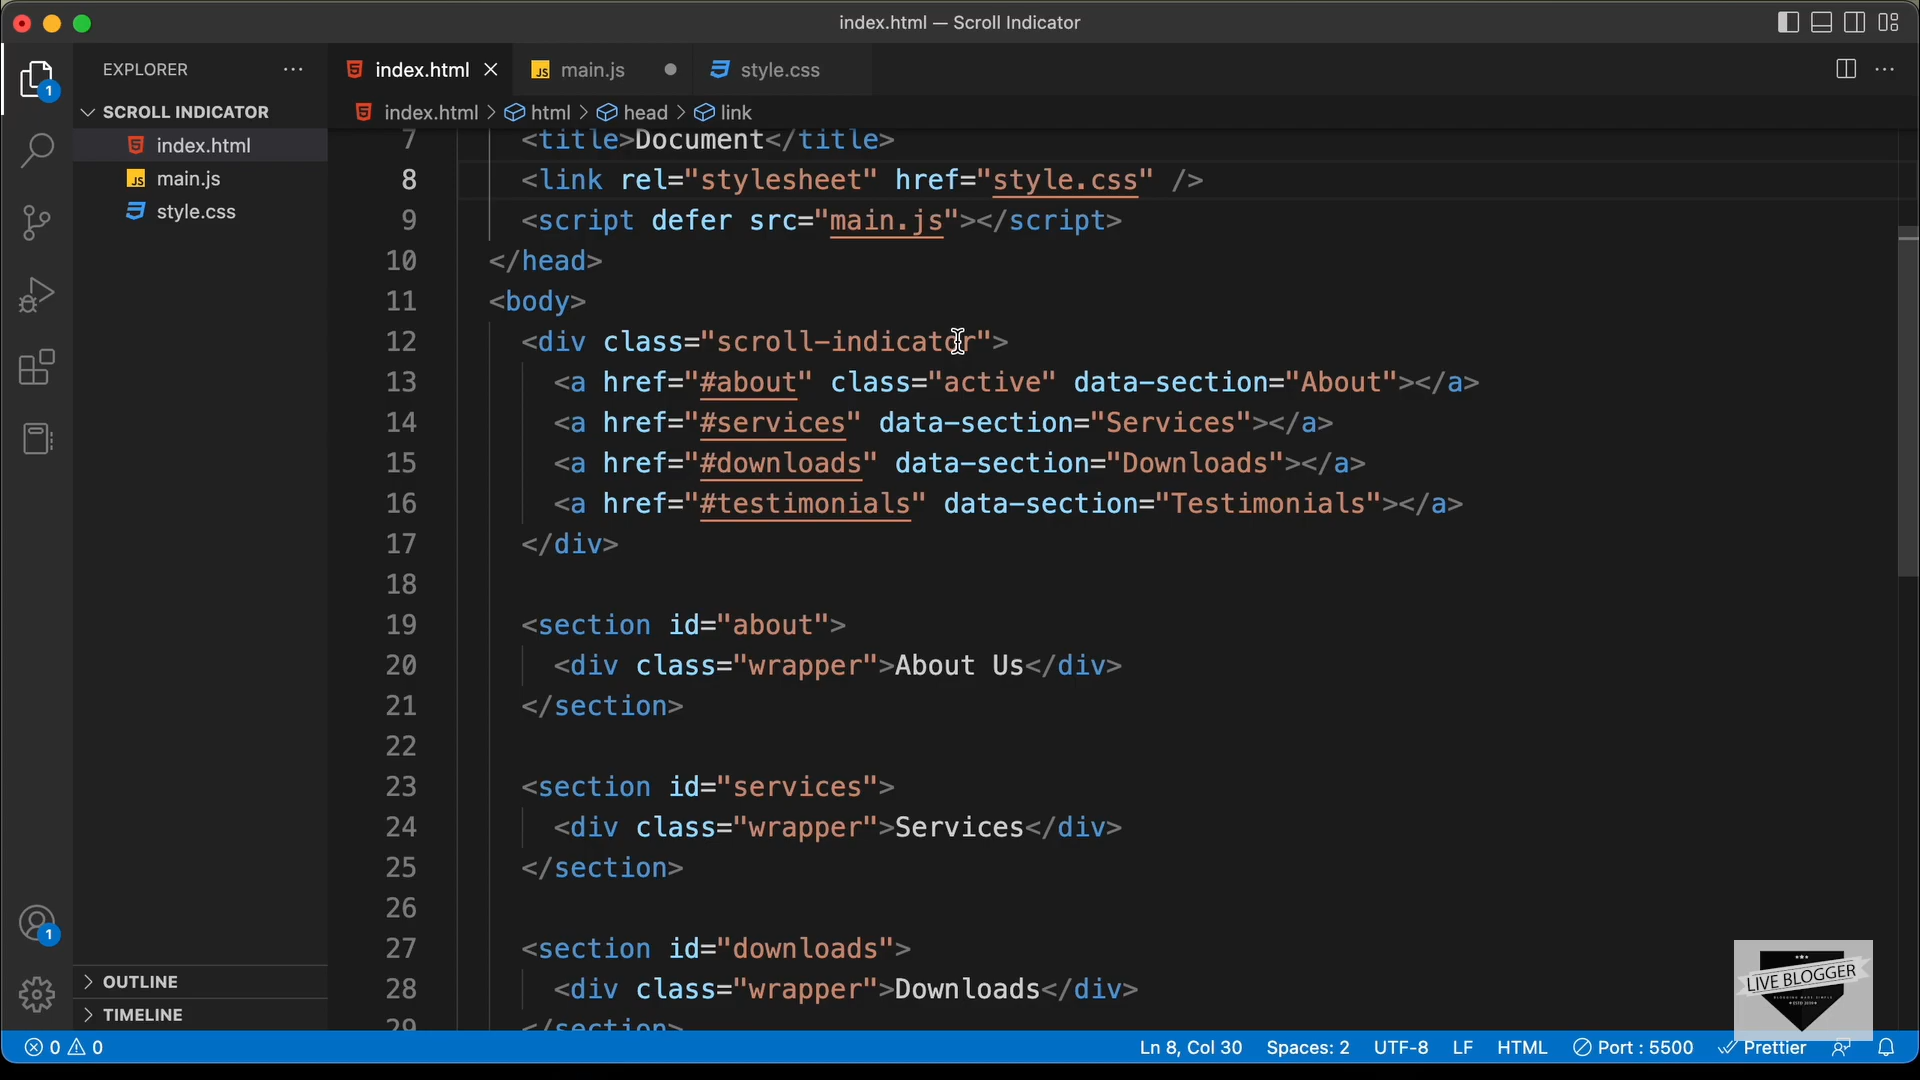 index.html — Scroll Indicator
EXPLORER
index.html
main.js
style.css
SCROLL INDICATOR
index.html > html > head > link
index.html
main.js
style.css
7 <title>Document</title>
8 <link rel="stylesheet" href="style.css" />
9 <script defer src="main.js"></script>
10 </head>
11 <body>
12 <div class="scroll-indicator">
13 <a href="#about" class="active" data-section="About"></a>
14 <a href="#services" data-section="Services"></a>
15 <a href="#downloads" data-section="Downloads"></a>
16 <a href="#testimonials" data-section="Testimonials"></a>
17 </div>
18
19 <section id="about">
20 <div class="wrapper">About Us</div>
21 </section>
22
23 <section id="services">
24 <div class="wrapper">Services</div>
25 </section>
26
27 <section id="downloads">
28 <div class="wrapper">Downloads</div>
29 </section>
1
1
OUTLINE
TIMELINE
LIVE BLOGGER
0 0
Ln 8, Col 30 Spaces: 2 UTF-8 LF HTML Port : 5500 Prettier